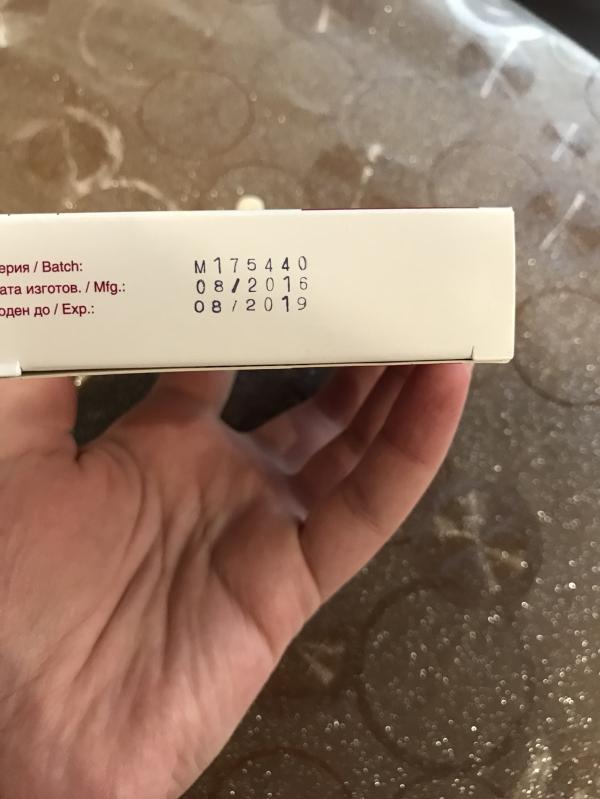 ерия / Batch: M175440
ата изготов. / Mfg.: 08/2016
оден до / Exp.: 08/2019